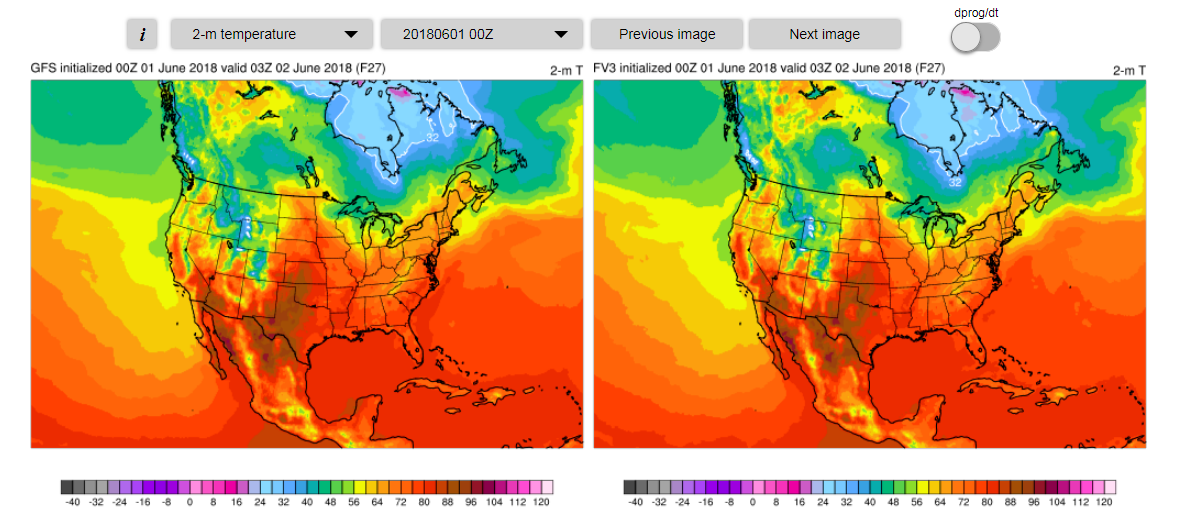 dprog/dt
i 2-m temperature 20180601 00Z Previous image Next image
GFS initialized 00Z 01 June 2018 valid 03Z 02 June 2018 (F27) 2-m T
FV3 initialized 00Z 01 June 2018 valid 03Z 02 June 2018 (F27) 2-m T
32
32
-40 -32 -24 -16 -8 0 8 16 24 32 40 48 56 64 72 80 88 96 104 112 120
-40 -32 -24 -16 -8 0 8 16 24 32 40 48 56 64 72 80 88 96 104 112 120